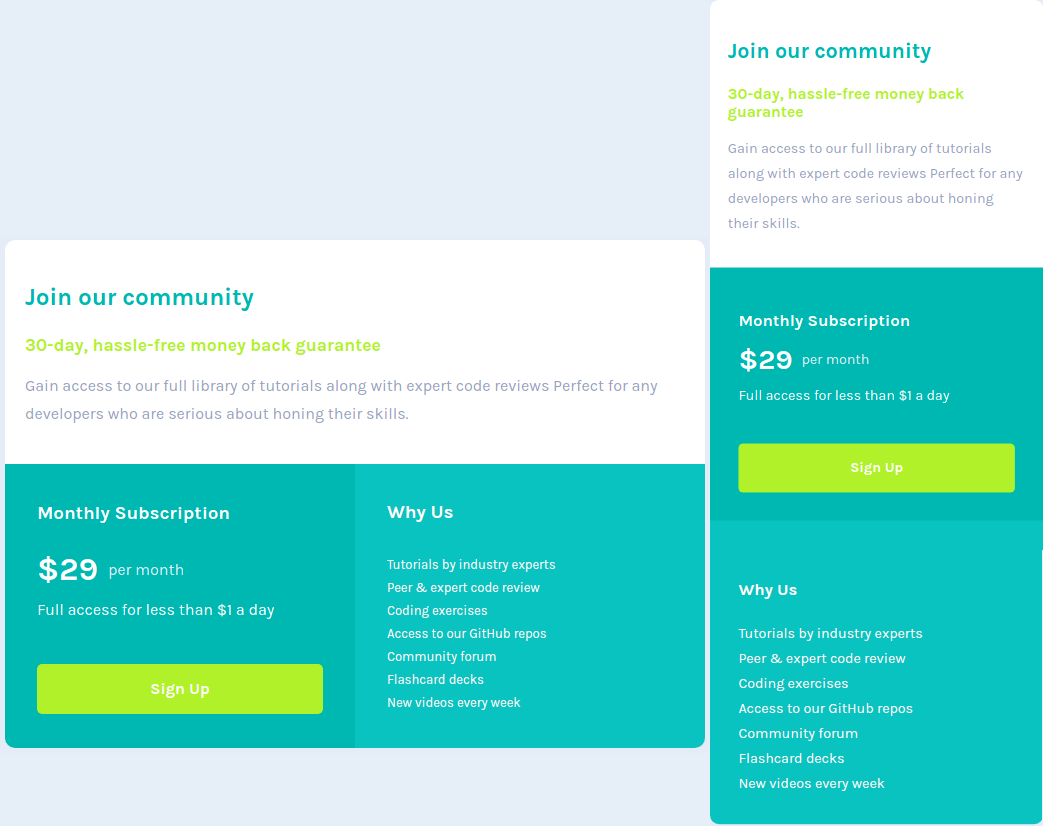 Join our community
30-day, hassle-free money back guarantee
Gain access to our full library of tutorials along with expert code reviews Perfect for any
developers who are serious about honing their skills.
Monthly Subscription
$29 per month
Full access for less than $1 a day
Sign Up
Why Us
Tutorials by industry experts
Peer & expert code review
Coding exercises
Access to our GitHub repos
Community forum
Flashcard decks
New videos every week
Join our community
30-day, hassle-free money back
guarantee
Gain access to our full library of tutorials
along with expert code reviews Perfect for any
developers who are serious about honing
their skills.
Monthly Subscription
$29 per month
Full access for less than $1 a day
Sign Up
Why Us
Tutorials by industry experts
Peer & expert code review
Coding exercises
Access to our GitHub repos
Community forum
Flashcard decks
New videos every week